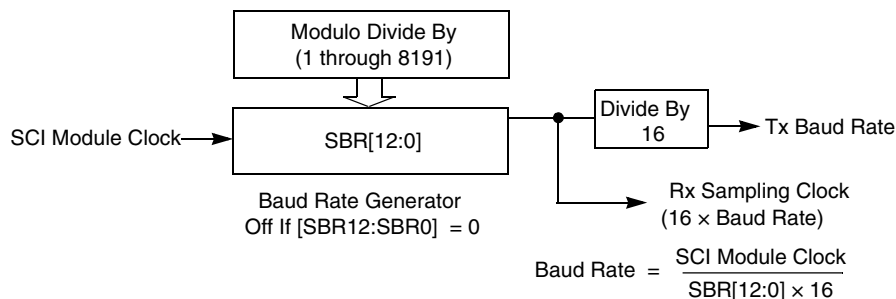 Modulo Divide By
(1 through 8191)
SCI Module Clock
SBR[12:0]
Divide By
16
Tx Baud Rate
Baud Rate Generator
Off If [SBR12:SBR0] = 0
Rx Sampling Clock
(16 × Baud Rate)
Baud Rate = SCI Module Clock
SBR[12:0] × 16